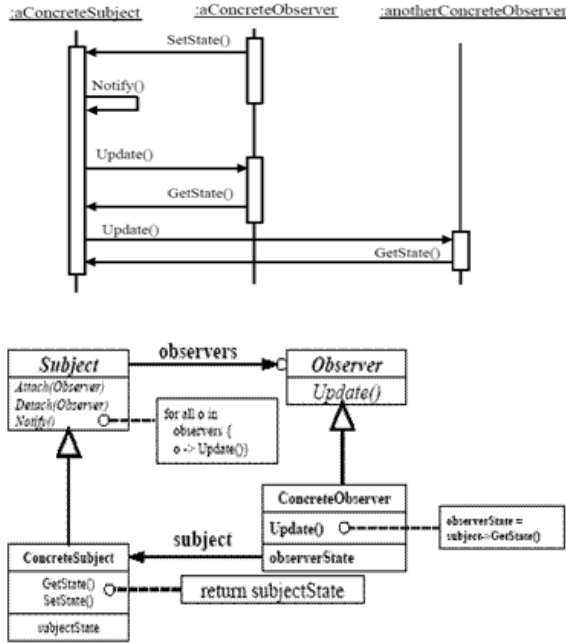 :aConcreteSubject
:aConcreteObserver
:anotherConcreteObserver
SetState()
Notify()
Update()
GetState()
Update()
GetState()
Subject
Attach(Observer)
Detach(Observer)
Notify()
observers
Observer
Update()
for all o in
observers {
o -> Update()}
ConcreteObserver
Update()
observerState
observerState =
subject->GetState()
subject
ConcreteSubject
GetState()
SetState()
subjectState
return subjectState